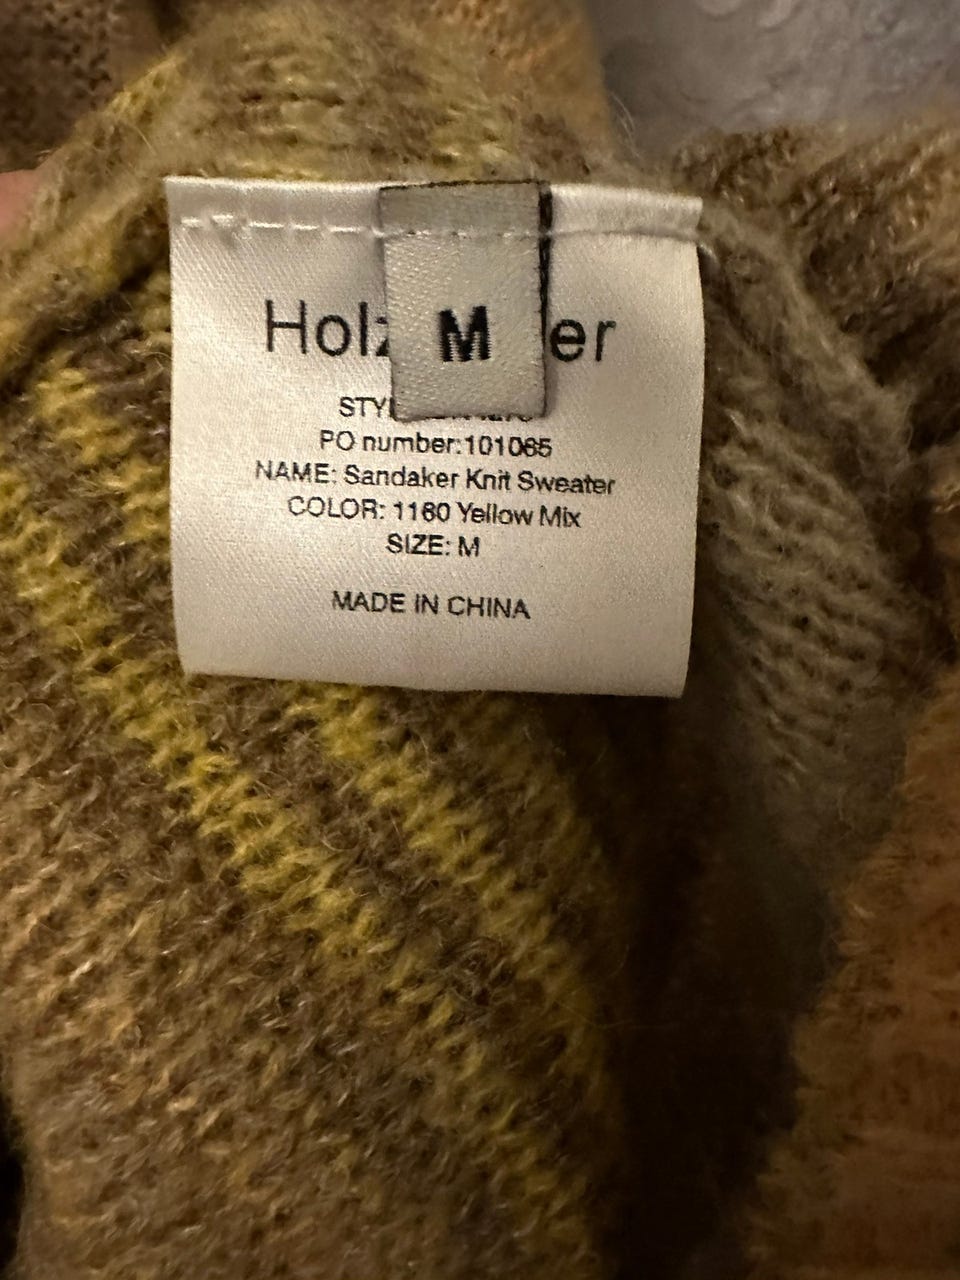 M
PO number:101065
NAME: Sandaker Knit Sweater
COLOR: 1160 Yellow Mix
SIZE: M
MADE IN CHINA